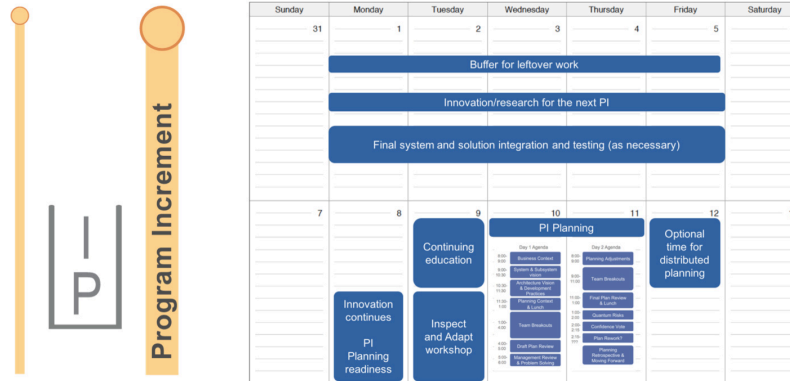 Program Increment
I
P
Sunday Monday Tuesday Wednesday Thursday Friday Saturday
31 1 2 3 4 5
Buffer for leftover work
Innovation/research for the next PI
Final system and solution integration and testing (as necessary)
7 8 9 10 11 12
Innovation
continues
PI
Planning
readiness
Continuing
education
Inspect
and Adapt
workshop
PI Planning
Day 1 Agenda
Business Context
System & Subsystem
vision
Architecture Vision
& Development
Practices
Planning Context
& Lunch
Team Breakouts
Draft Plan Review
Management Review
& Problem Solving
Day 2 Agenda
Planning Adjustments
Team Breakouts
Final Plan Review
& Lunch
Quantum Risks
Confidence Vote
Plan Rework?
Planning
Retrospective &
Moving Forward
Optional
time for
distributed
planning